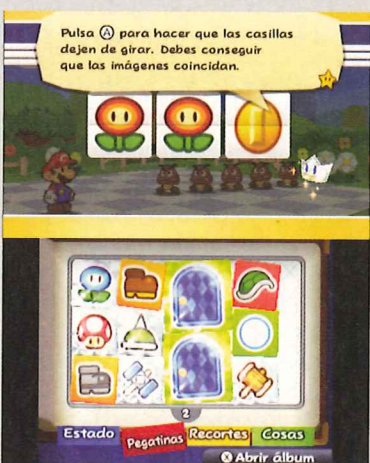 Pulsa Ⓐ para hacer que las casillas
dejen de girar. Debes conseguir
que las imágenes coincidan.
2
Estado Pegatinas Recortes Cosas
Ⓧ Abrir álbum